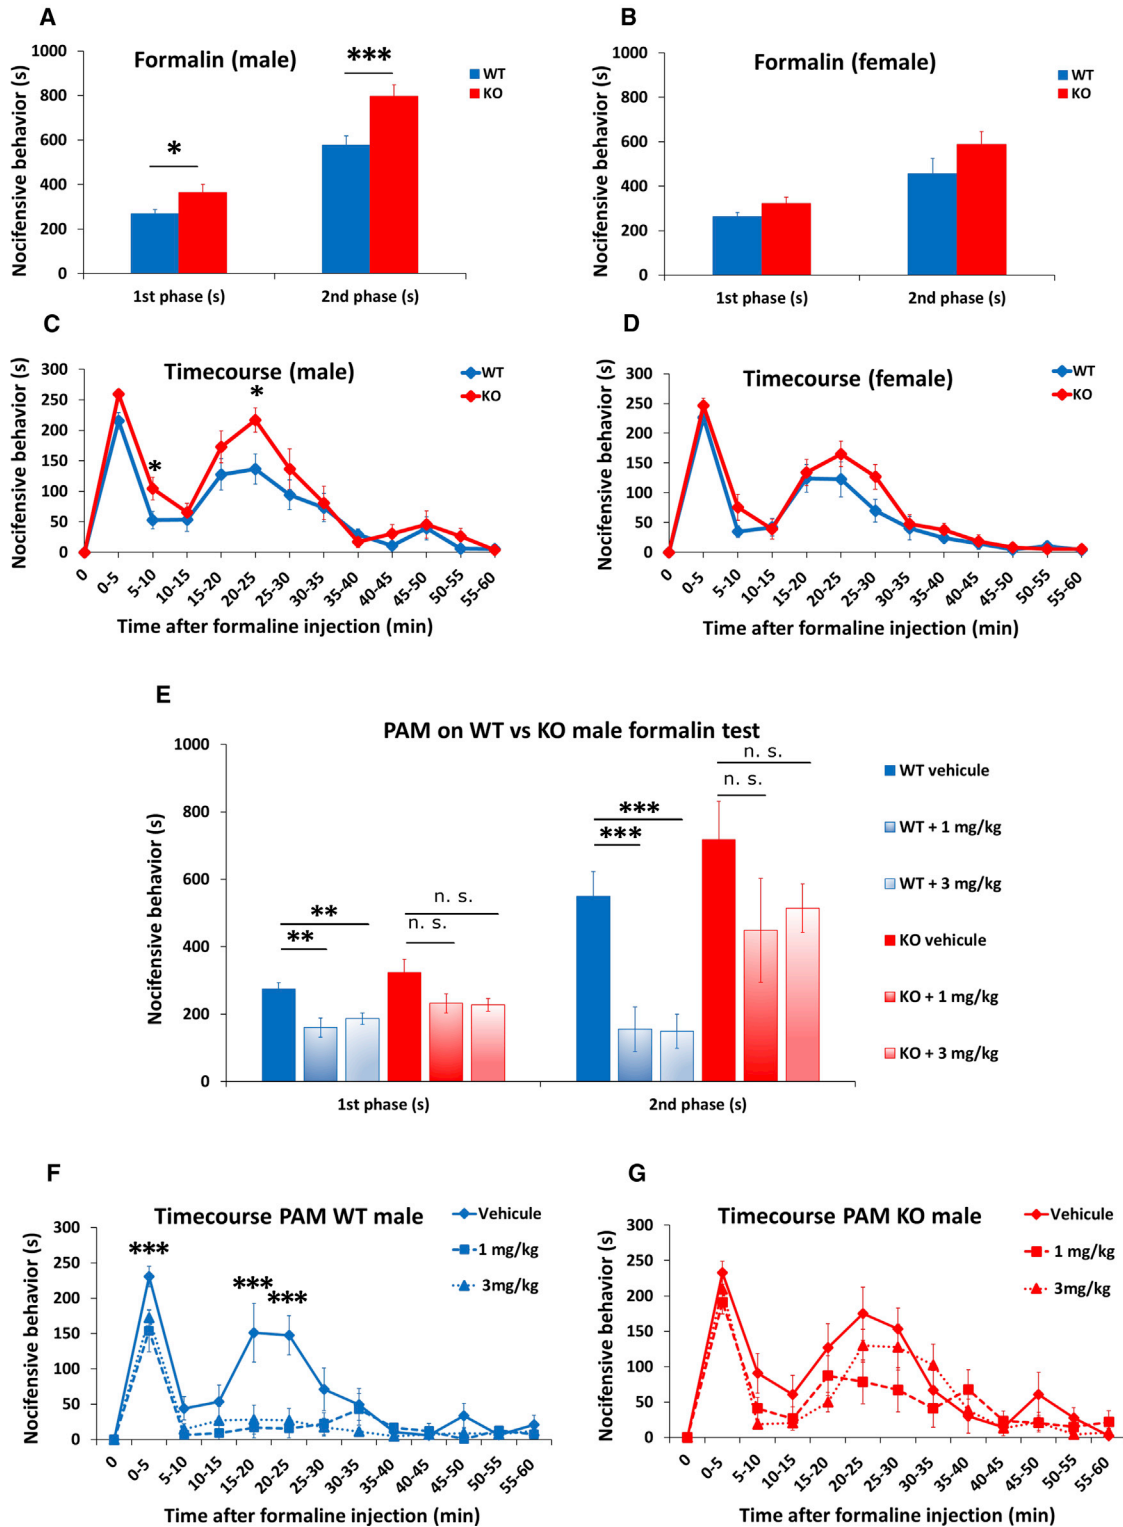 A
Formalin (male)
Nocifensive behavior (s)
1000
800
600
400
200
0
*
***
WT
KO
1st phase (s)
2nd phase (s)
B
Formalin (female)
Nocifensive behavior (s)
1000
800
600
400
200
0
WT
KO
1st phase (s)
2nd phase (s)
C
Timecourse (male)
Nocifensive behavior (s)
300
250
200
150
100
50
0
*
*
WT
KO
0
0-5
5-10
10-15
15-20
20-25
25-30
30-35
35-40
40-45
45-50
50-55
55-60
Time after formaline injection (min)
D
Timecourse (female)
Nocifensive behavior (s)
300
250
200
150
100
50
0
WT
KO
0
0-5
5-10
10-15
15-20
20-25
25-30
30-35
35-40
40-45
45-50
50-55
55-60
Time after formaline injection (min)
E
PAM on WT vs KO male formalin test
Nocifensive behavior (s)
1000
800
600
400
200
0
**
**
n. s.
n. s.
***
***
n. s.
n. s.
1st phase (s)
2nd phase (s)
WT vehicule
WT + 1 mg/kg
WT + 3 mg/kg
KO vehicule
KO + 1 mg/kg
KO + 3 mg/kg
F
Timecourse PAM WT male
Nocifensive behavior (s)
300
250
200
150
100
50
0
***
***
***
Vehicule
1 mg/kg
3mg/kg
0
0-5
5-10
10-15
15-20
20-25
25-30
30-35
35-40
40-45
45-50
50-55
55-60
Time after formaline injection (min)
G
Timecourse PAM KO male
Nocifensive behavior (s)
300
250
200
150
100
50
0
Vehicule
1 mg/kg
3mg/kg
0
0-5
5-10
10-15
15-20
20-25
25-30
30-35
35-40
40-45
45-50
50-55
55-60
Time after formaline injection (min)